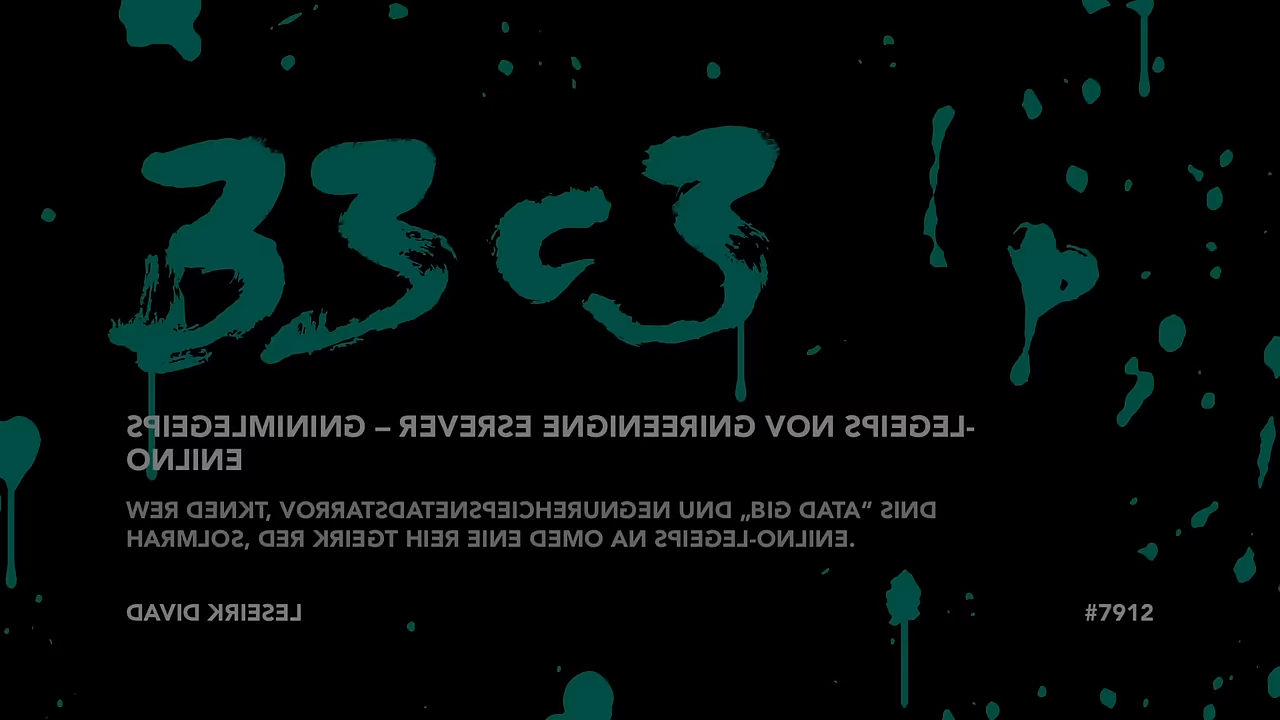 33c3
SPIEGELMINING – REVERSE ENGINEERING VON SPIEGEL-
ONLINE
WER DENKT, VORRATSDATENSPEICHERUNGEN UND „BIG DATA“ SIND
HARMLOS, DER KRIEGT HIER EINE DEMO AN SPIEGEL-ONLINE.
DAVID KRIESEL
#7912